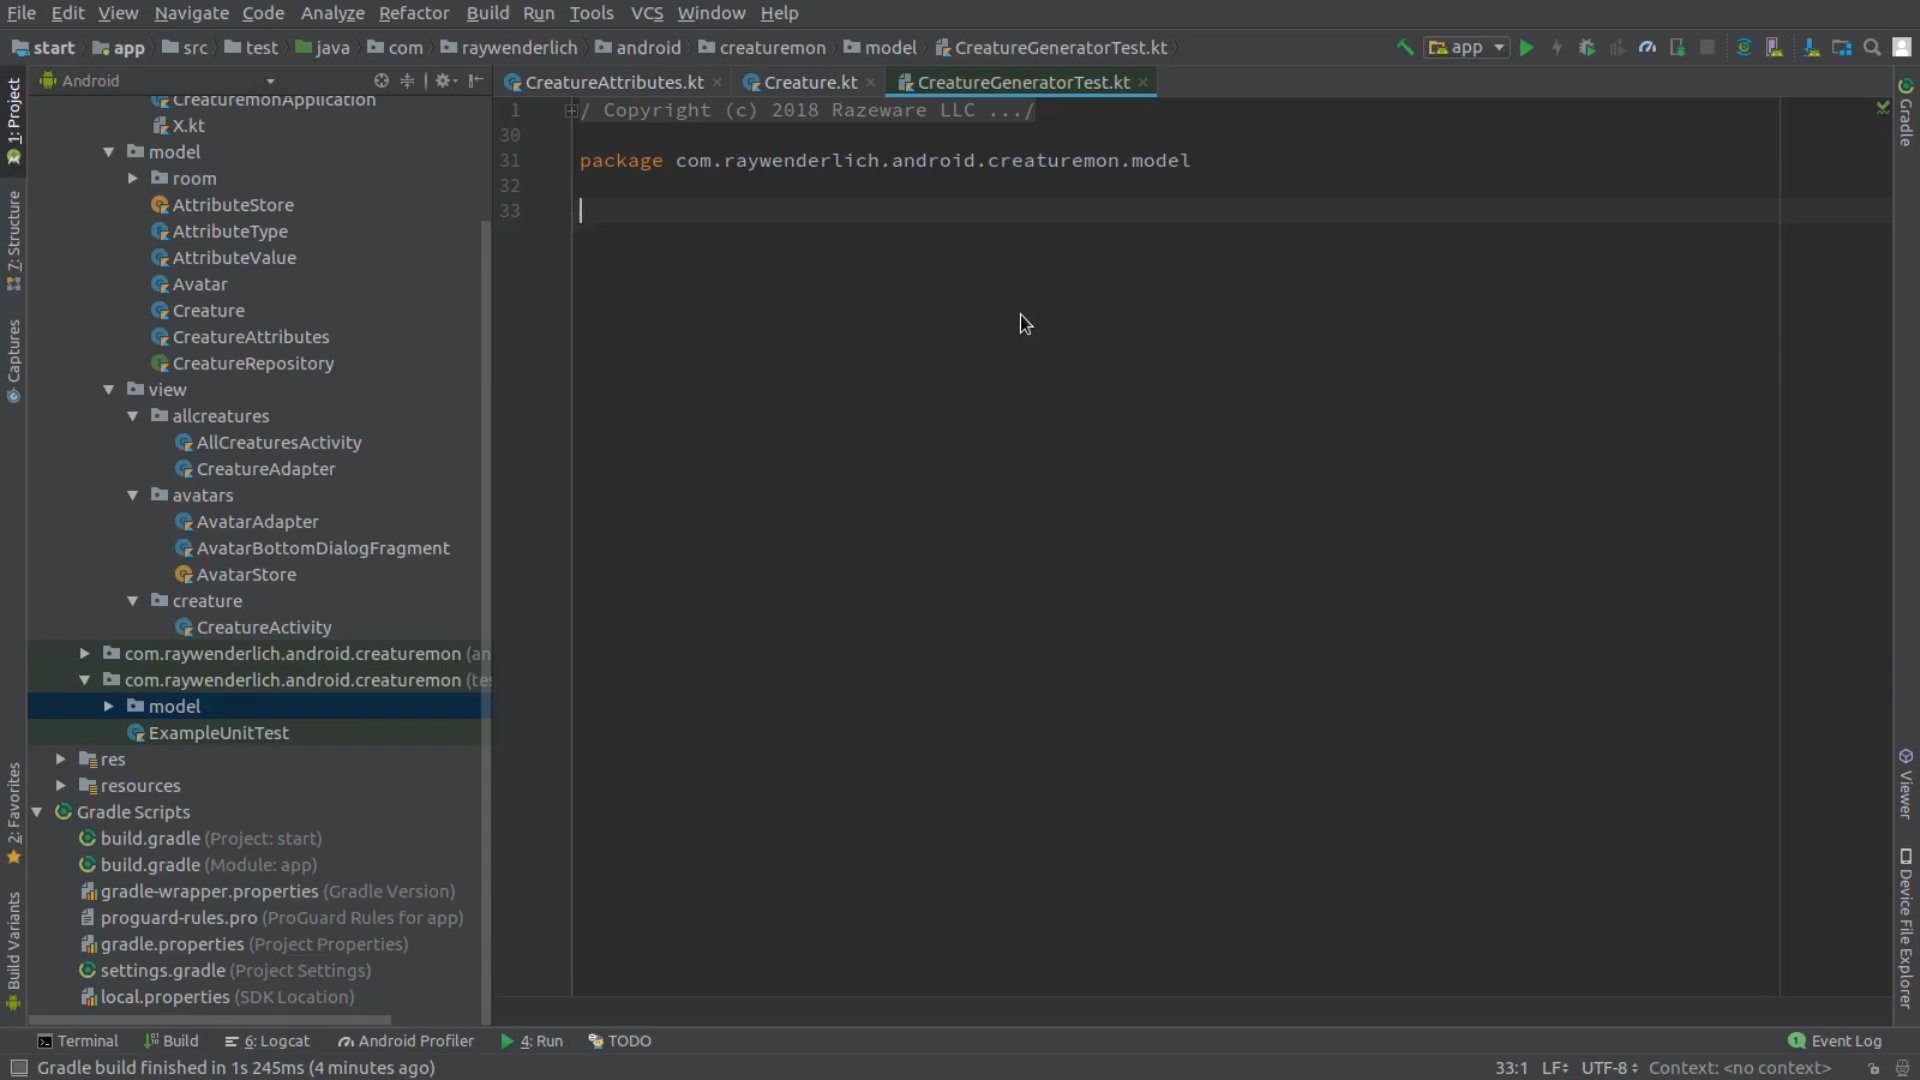 File Edit View Navigate Code Analyze Refactor Build Run Tools VCS Window Help
start app src test java com raywenderlich android creaturemon model CreatureGeneratorTest.kt app
Android CreatureAttributes.kt Creature.kt CreatureGeneratorTest.kt
CreaturemonApplication
X.kt
model
room
AttributeStore
AttributeType
AttributeValue
Avatar
Creature
CreatureAttributes
CreatureRepository
view
allcreatures
AllCreaturesActivity
CreatureAdapter
avatars
AvatarAdapter
AvatarBottomDialogFragment
AvatarStore
creature
CreatureActivity
com.raywenderlich.android.creaturemon (an
com.raywenderlich.android.creaturemon (tes
model
ExampleUnitTest
res
resources
Gradle Scripts
build.gradle (Project: start)
build.gradle (Module: app)
gradle-wrapper.properties (Gradle Version)
proguard-rules.pro (ProGuard Rules for app)
gradle.properties (Project Properties)
settings.gradle (Project Settings)
local.properties (SDK Location)
1 / Copyright (c) 2018 Razeware LLC .../
30
31 package com.raywenderlich.android.creaturemon.model
32
33
1: Project
7: Structure
Captures
2: Favorites
Build Variants
Gradle
Viewer
Device File Explorer
Terminal Build 6: Logcat Android Profiler 4: Run TODO 1 Event Log
Gradle build finished in 1s 245ms (4 minutes ago) 33:1 LF UTF-8 Context: <no context>